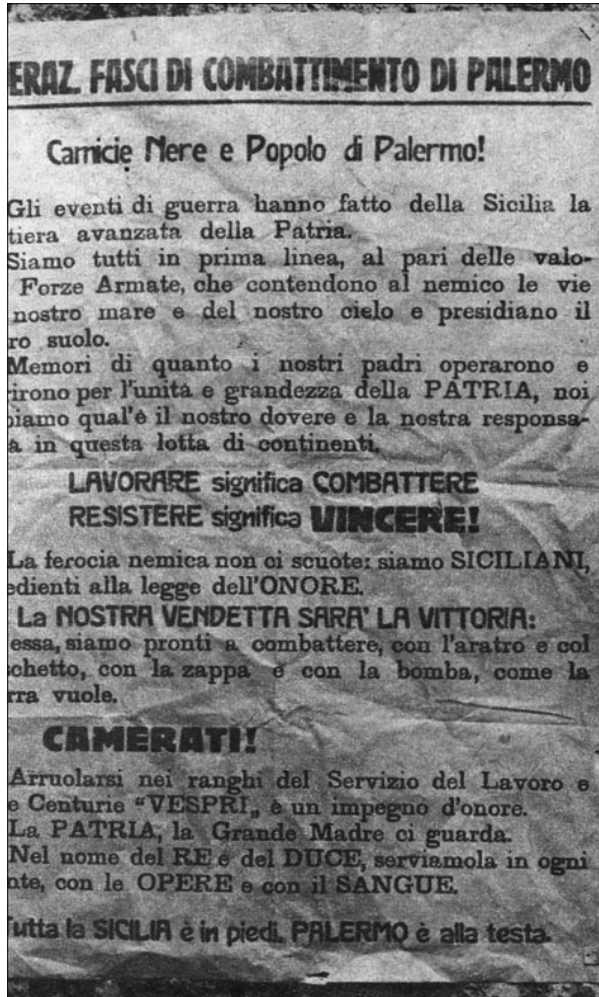 ERAZ. FASCI DI COMBATTIMENTO DI PALERMO
Camicie Nere e Popolo di Palermo!
Gli eventi di guerra hanno fatto della Sicilia la
tiera avanzata della Patria.
Siamo tutti in prima linea, al pari delle valo-
Forze Armate, che contendono al nemico le vie
nostro mare e del nostro cielo e presidiano il
ro suolo.
Memori di quanto i nostri padri operarono e
irono per l'unità e grandezza della PATRIA, noi
piamo qual'è il nostro dovere e la nostra responsa-
à in questa lotta di continenti.
LAVORARE significa COMBATTERE
RESISTERE significa VINCERE!
La ferocia nemica non ci scuote: siamo SICILIANI,
edienti alla legge dell'ONORE.
La NOSTRA VENDETTA SARA' LA VITTORIA:
essa, siamo pronti a combattere, con l'aratro e col
schetto, con la zappa e con la bomba, come la
rra vuole.
CAMERATI!
Arruolarsi nei ranghi del Servizio del Lavoro e
e Centurie "VESPRI„ è un impegno d'onore.
La PATRIA, la Grande Madre ci guarda.
Nel nome del RE e del DUCE, serviamola in ogni
nte, con le OPERE e con il SANGUE.
Tutta la SICILIA è in piedi. PALERMO è alla testa.